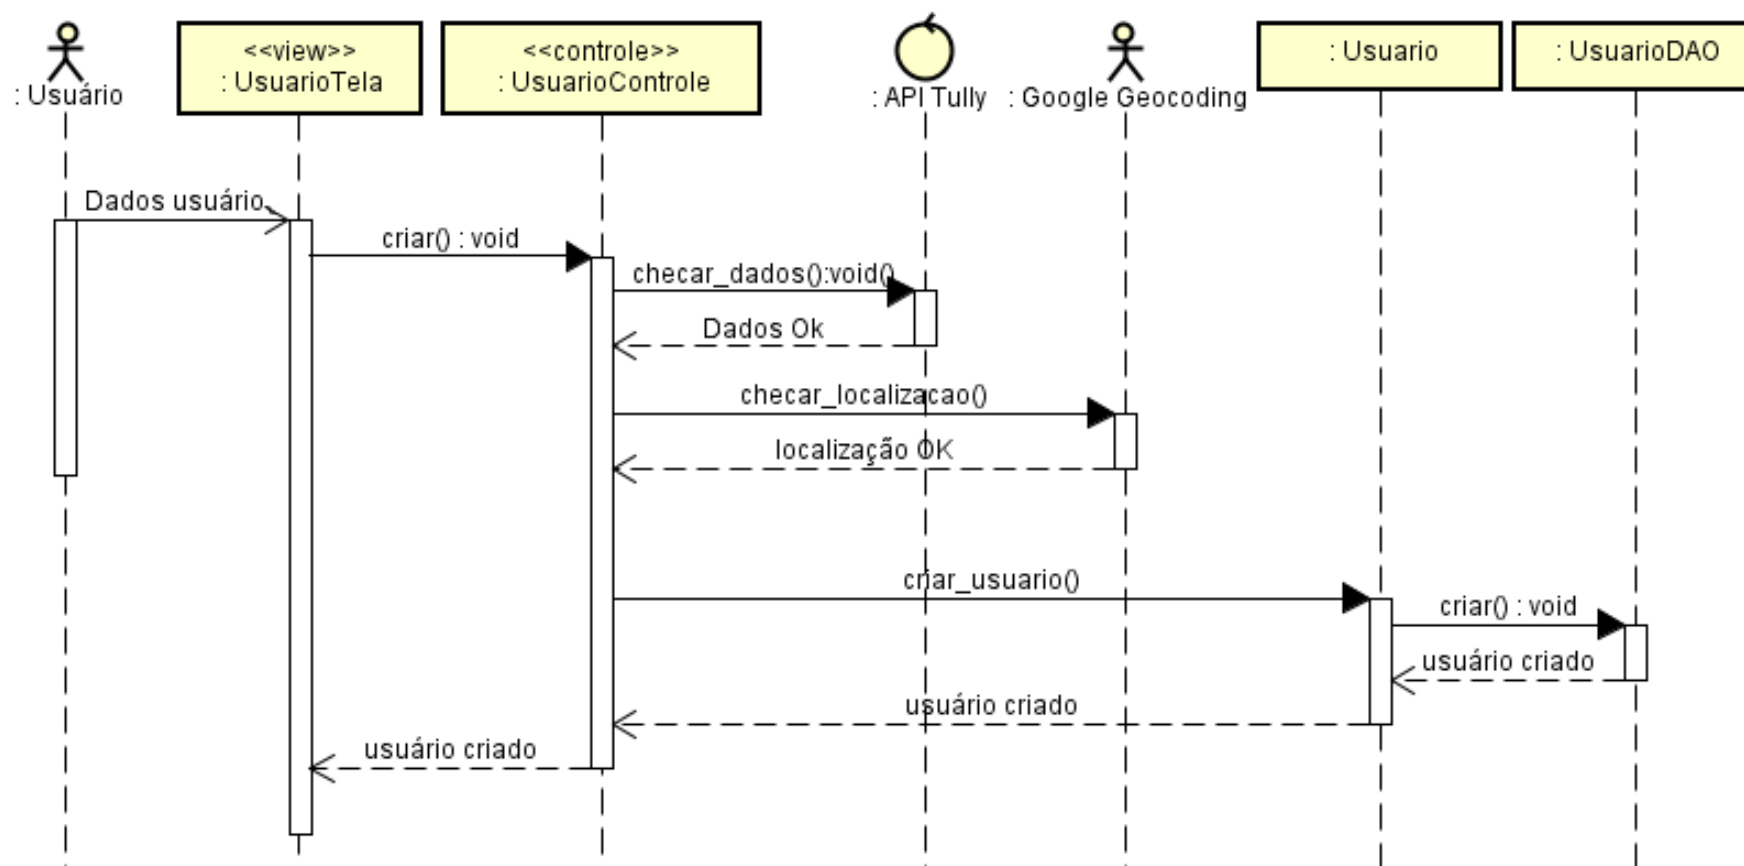 : Usuário
<<view>>
: UsuarioTela
<<controle>>
: UsuarioControle
: API Tully
: Google Geocoding
: Usuario
: UsuarioDAO
Dados usuário
criar() : void
checar_dados():void()
Dados Ok
checar_localizacao()
localização OK
criar_usuario()
criar() : void
usuário criado
usuário criado
usuário criado